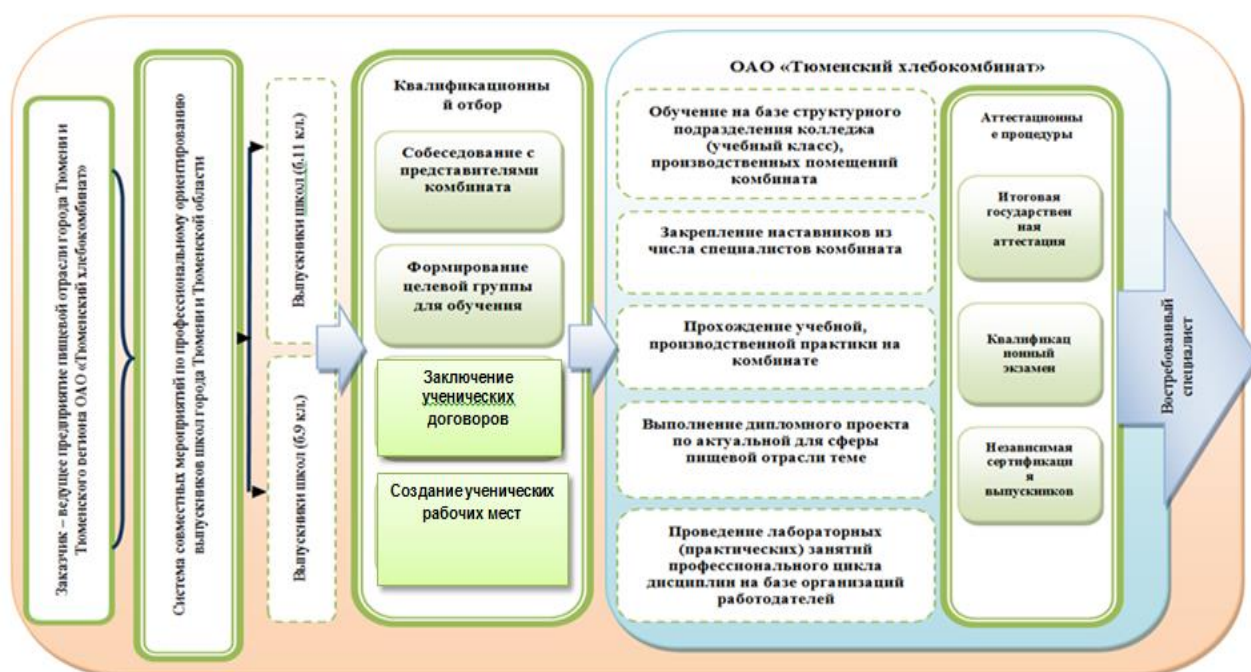 Заказчик – ведущее предприятие пищевой отрасли города Тюмени и
Тюменского региона ОАО «Тюменский хлебокомбинат»
Система совместных мероприятий по профессиональному ориентированию
выпускников школ города Тюмени и Тюменской области
Выпускники школ (б.11 кл.)
Выпускники школ (б.9 кл.)
Квалификационны
й отбор
Собеседование с
представителями
комбината
Формирование
целевой группы
для обучения
Заключение
ученических
договоров
Создание ученических
рабочих мест
ОАО «Тюменский хлебокомбинат»
Обучение на базе структурного
подразделения колледжа
(учебный класс),
производственных помещений
комбината
Закрепление наставников из
числа специалистов комбината
Прохождение учебной,
производственной практики на
комбинате
Выполнение дипломного проекта
по актуальной для сферы
пищевой отрасли теме
Проведение лабораторных
(практических) занятий
профессионального цикла
дисциплин на базе организаций
работодателей
Аттестационны
е процедуры
Итоговая
государствен
ная
аттестация
Квалификац
ионный
экзамен
Независимая
сертификаци
я
выпускников
Востребованный
специалист